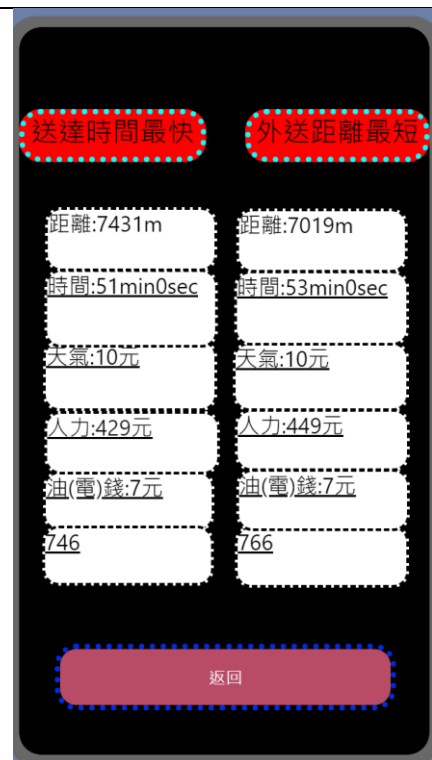 送達時間最快
外送距離最短
距離:7431m
距離:7019m
時間:51min0sec
時間:53min0sec
天氣:10元
天氣:10元
人力:429元
人力:449元
油(電)錢:7元
油(電)錢:7元
746
766
返回